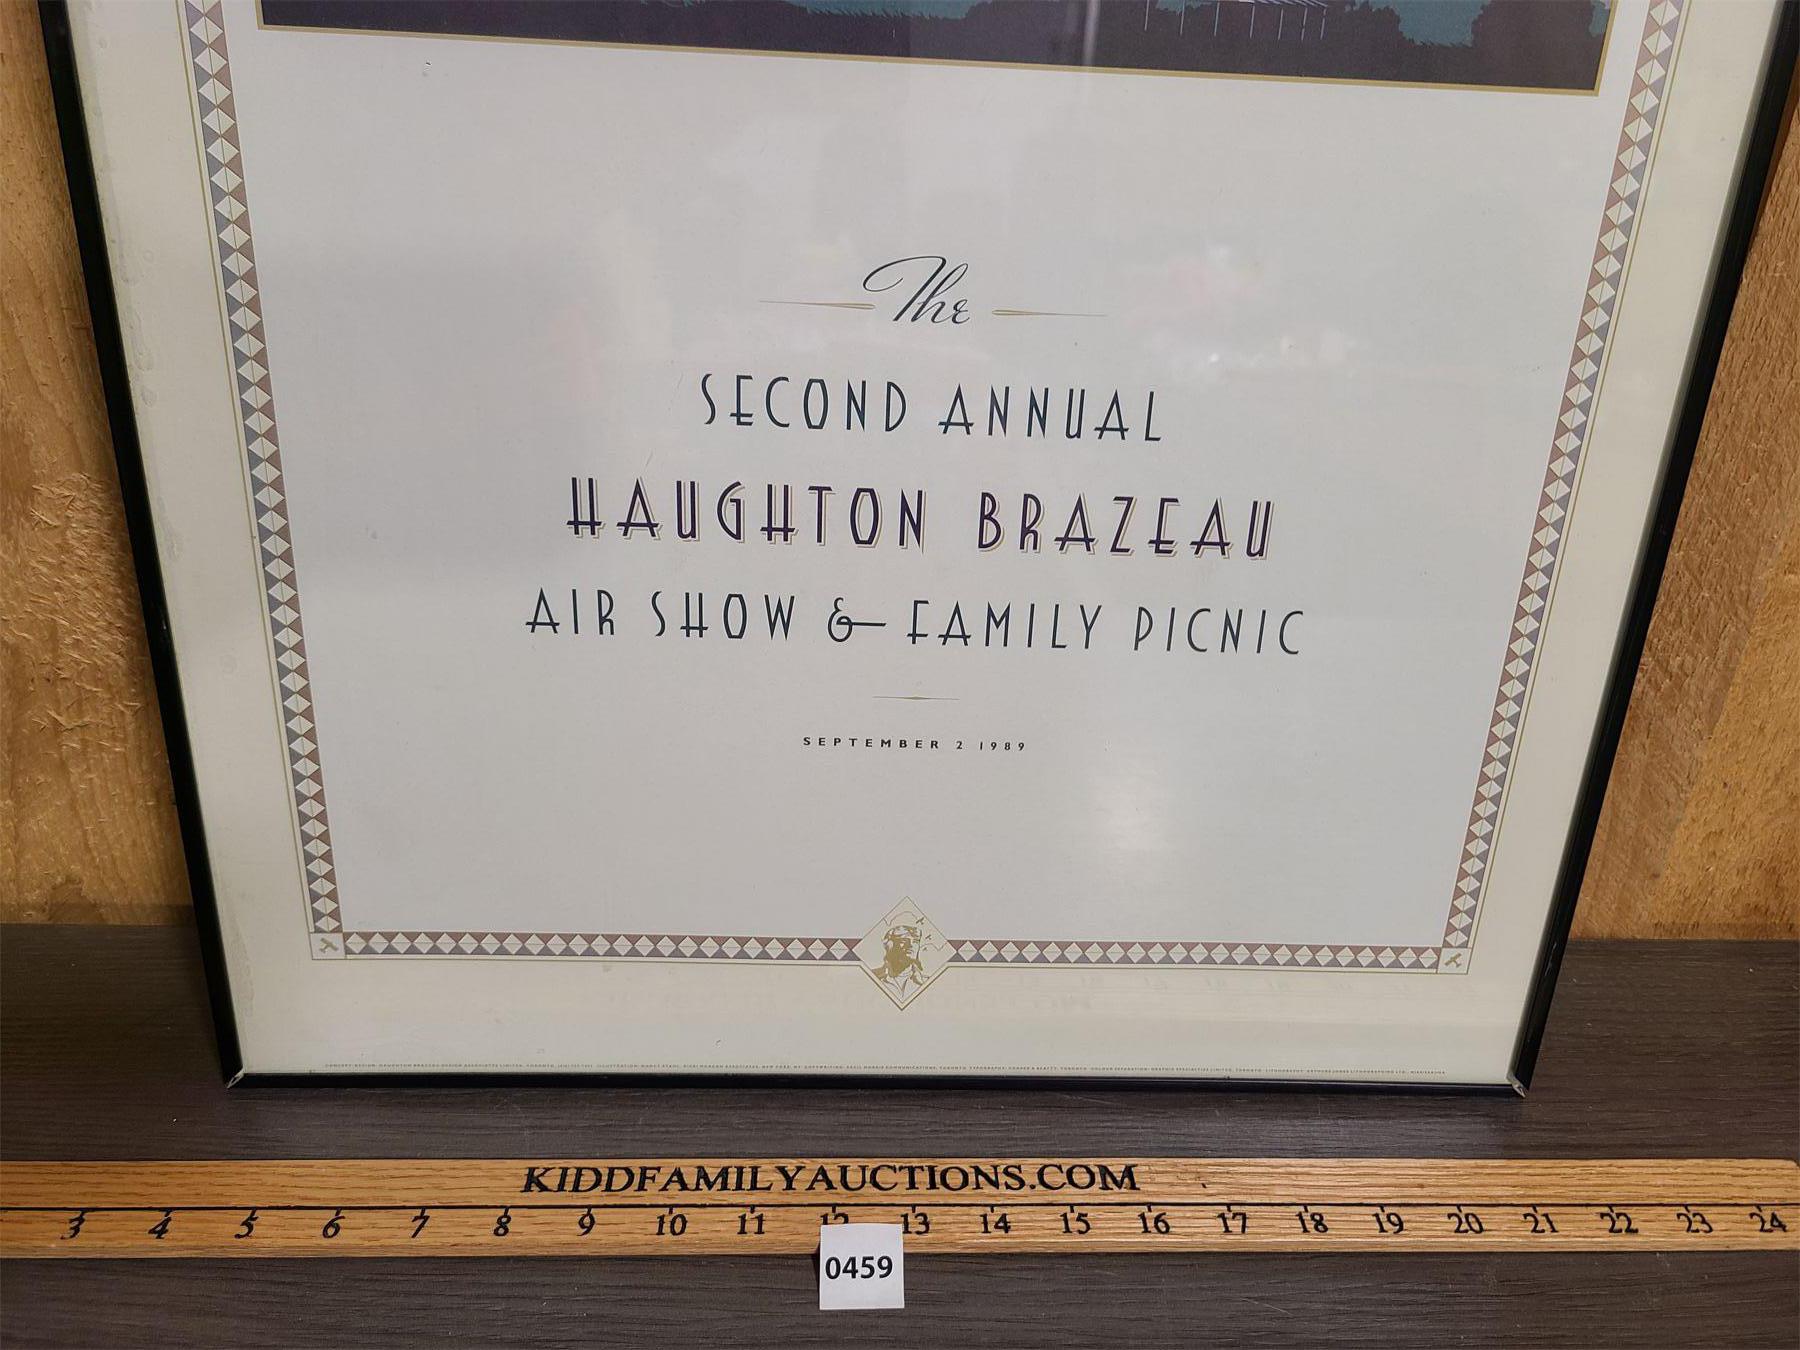 The
SECOND ANNUAL
HAUGHTON BRAZEAU
AIR SHOW & FAMILY PICNIC
SEPTEMBER 2 1989
KIDDFAMILYAUCTIONS.COM
3 4 5 6 7 8 9 10 11 12 13 14 15 16 17 18 19 20 21 22 23 24
0459